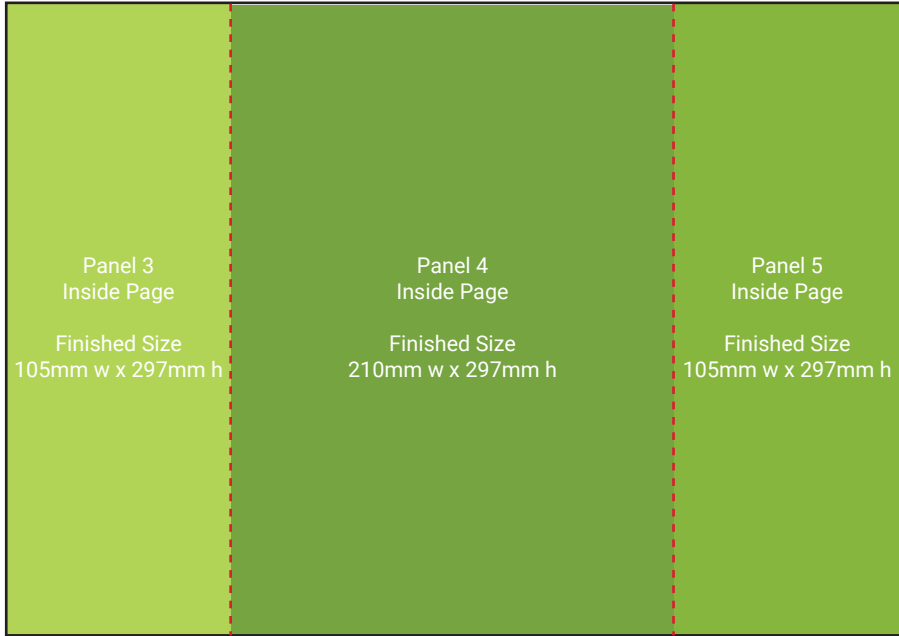 Panel 3
Inside Page
Finished Size
105mm w x 297mm h
Panel 4
Inside Page
Finished Size
210mm w x 297mm h
Panel 5
Inside Page
Finished Size
105mm w x 297mm h